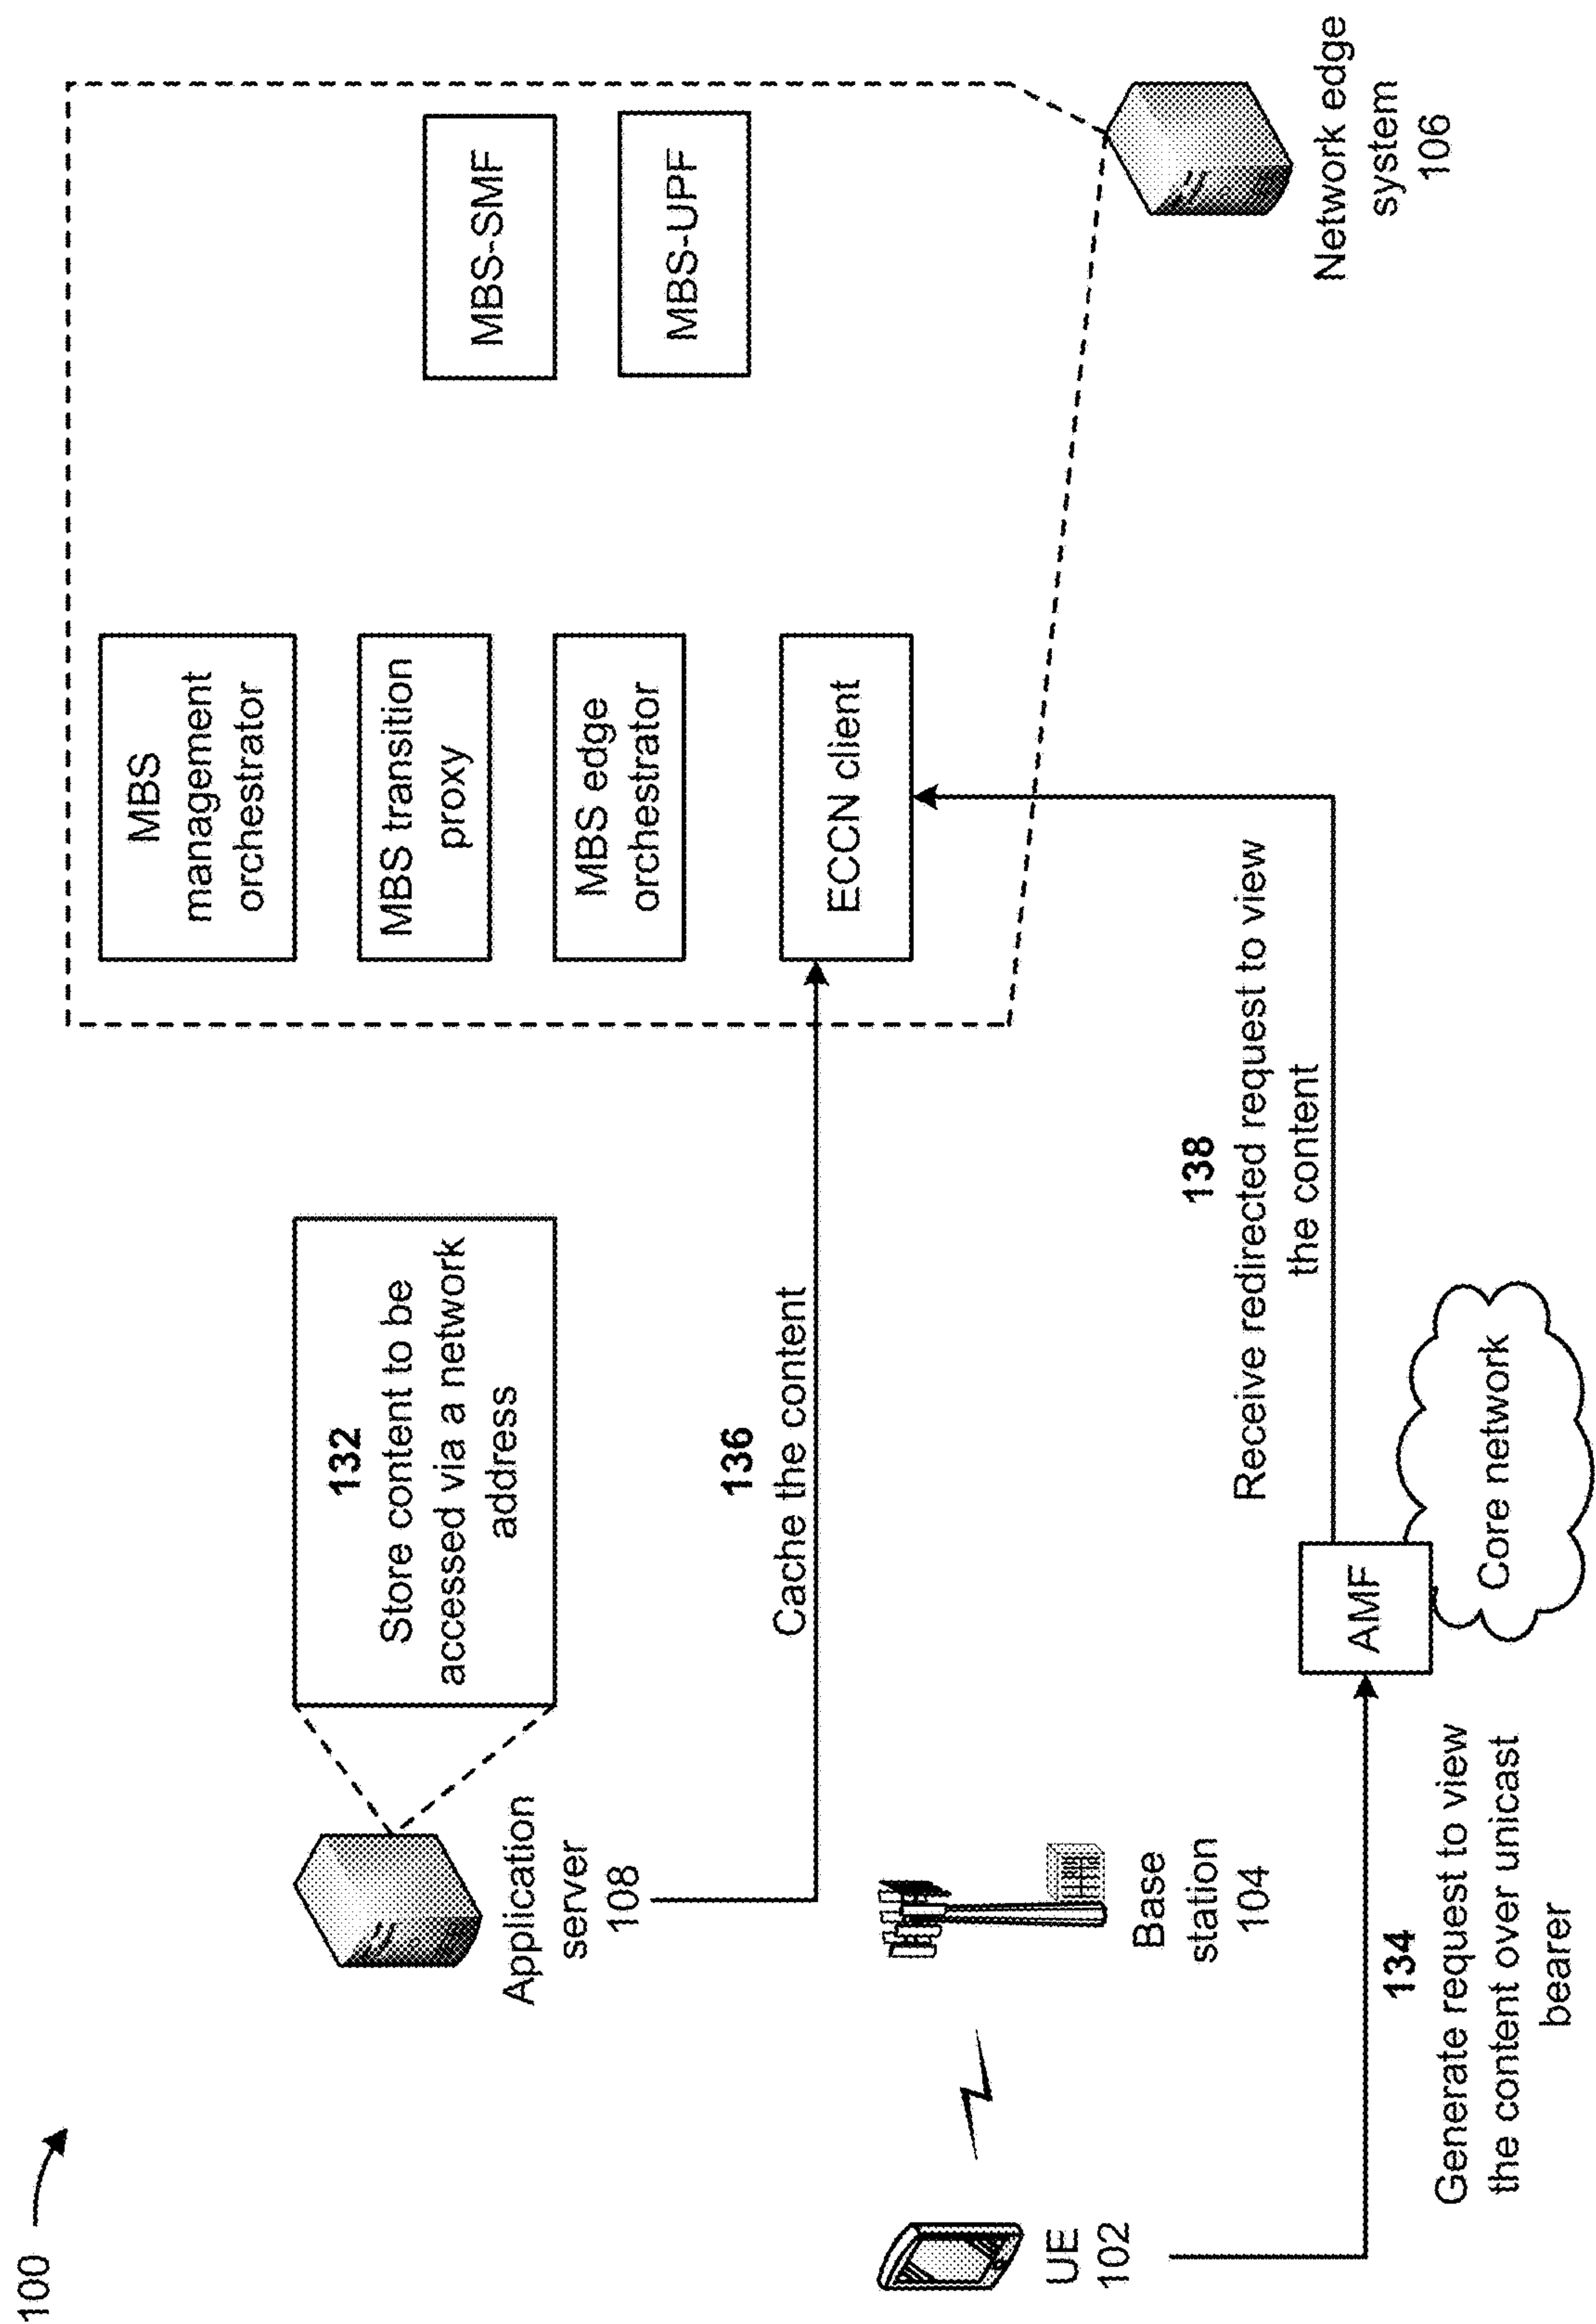 100
132
Store content to be
accessed via a network
address
Application
server
108
MBS
management
orchestrator
MBS transition
proxy
MBS edge
orchestrator
ECCN client
MBS-SMF
MBS-UPF
136
Cache the content
UE
102
Base
station
104
138
Receive redirected request to view
the content
Network edge
system
106
134
Generate request to view
the content over unicast
bearer
AMF
Core network